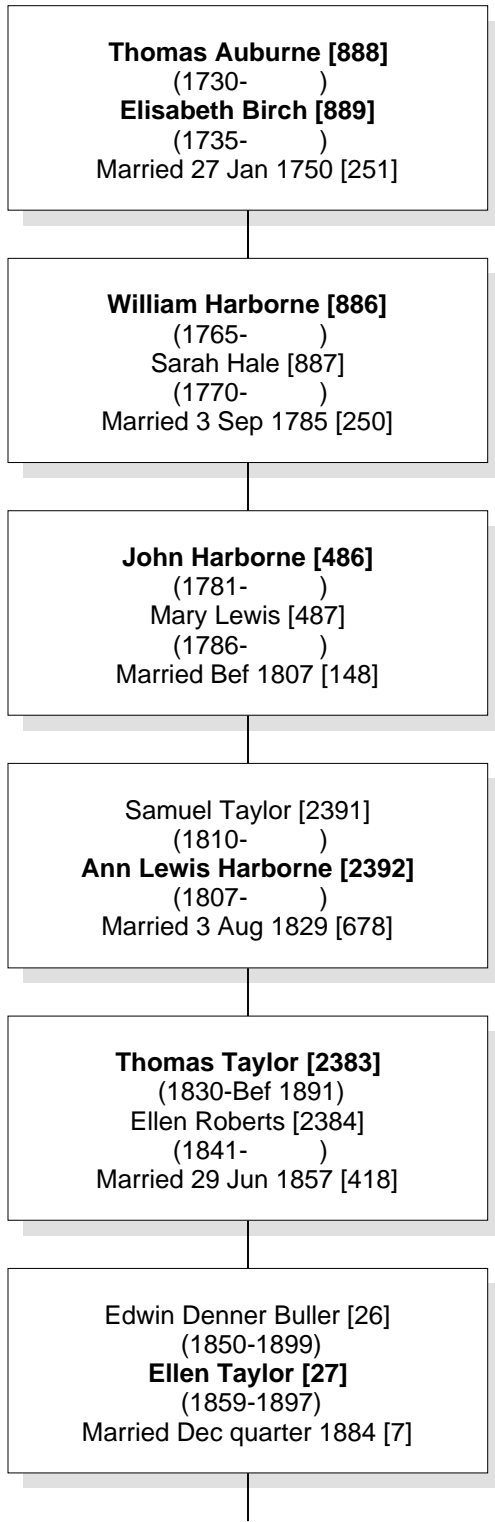 Thomas Auburne [888]
(1730- )
Elisabeth Birch [889]
(1735- )
Married 27 Jan 1750 [251]
William Harborne [886]
(1765- )
Sarah Hale [887]
(1770- )
Married 3 Sep 1785 [250]
John Harborne [486]
(1781- )
Mary Lewis [487]
(1786- )
Married Bef 1807 [148]
Samuel Taylor [2391]
(1810- )
Ann Lewis Harborne [2392]
(1807- )
Married 3 Aug 1829 [678]
Thomas Taylor [2383]
(1830-Bef 1891)
Ellen Roberts [2384]
(1841- )
Married 29 Jun 1857 [418]
Edwin Denner Buller [26]
(1850-1899)
Ellen Taylor [27]
(1859-1897)
Married Dec quarter 1884 [7]